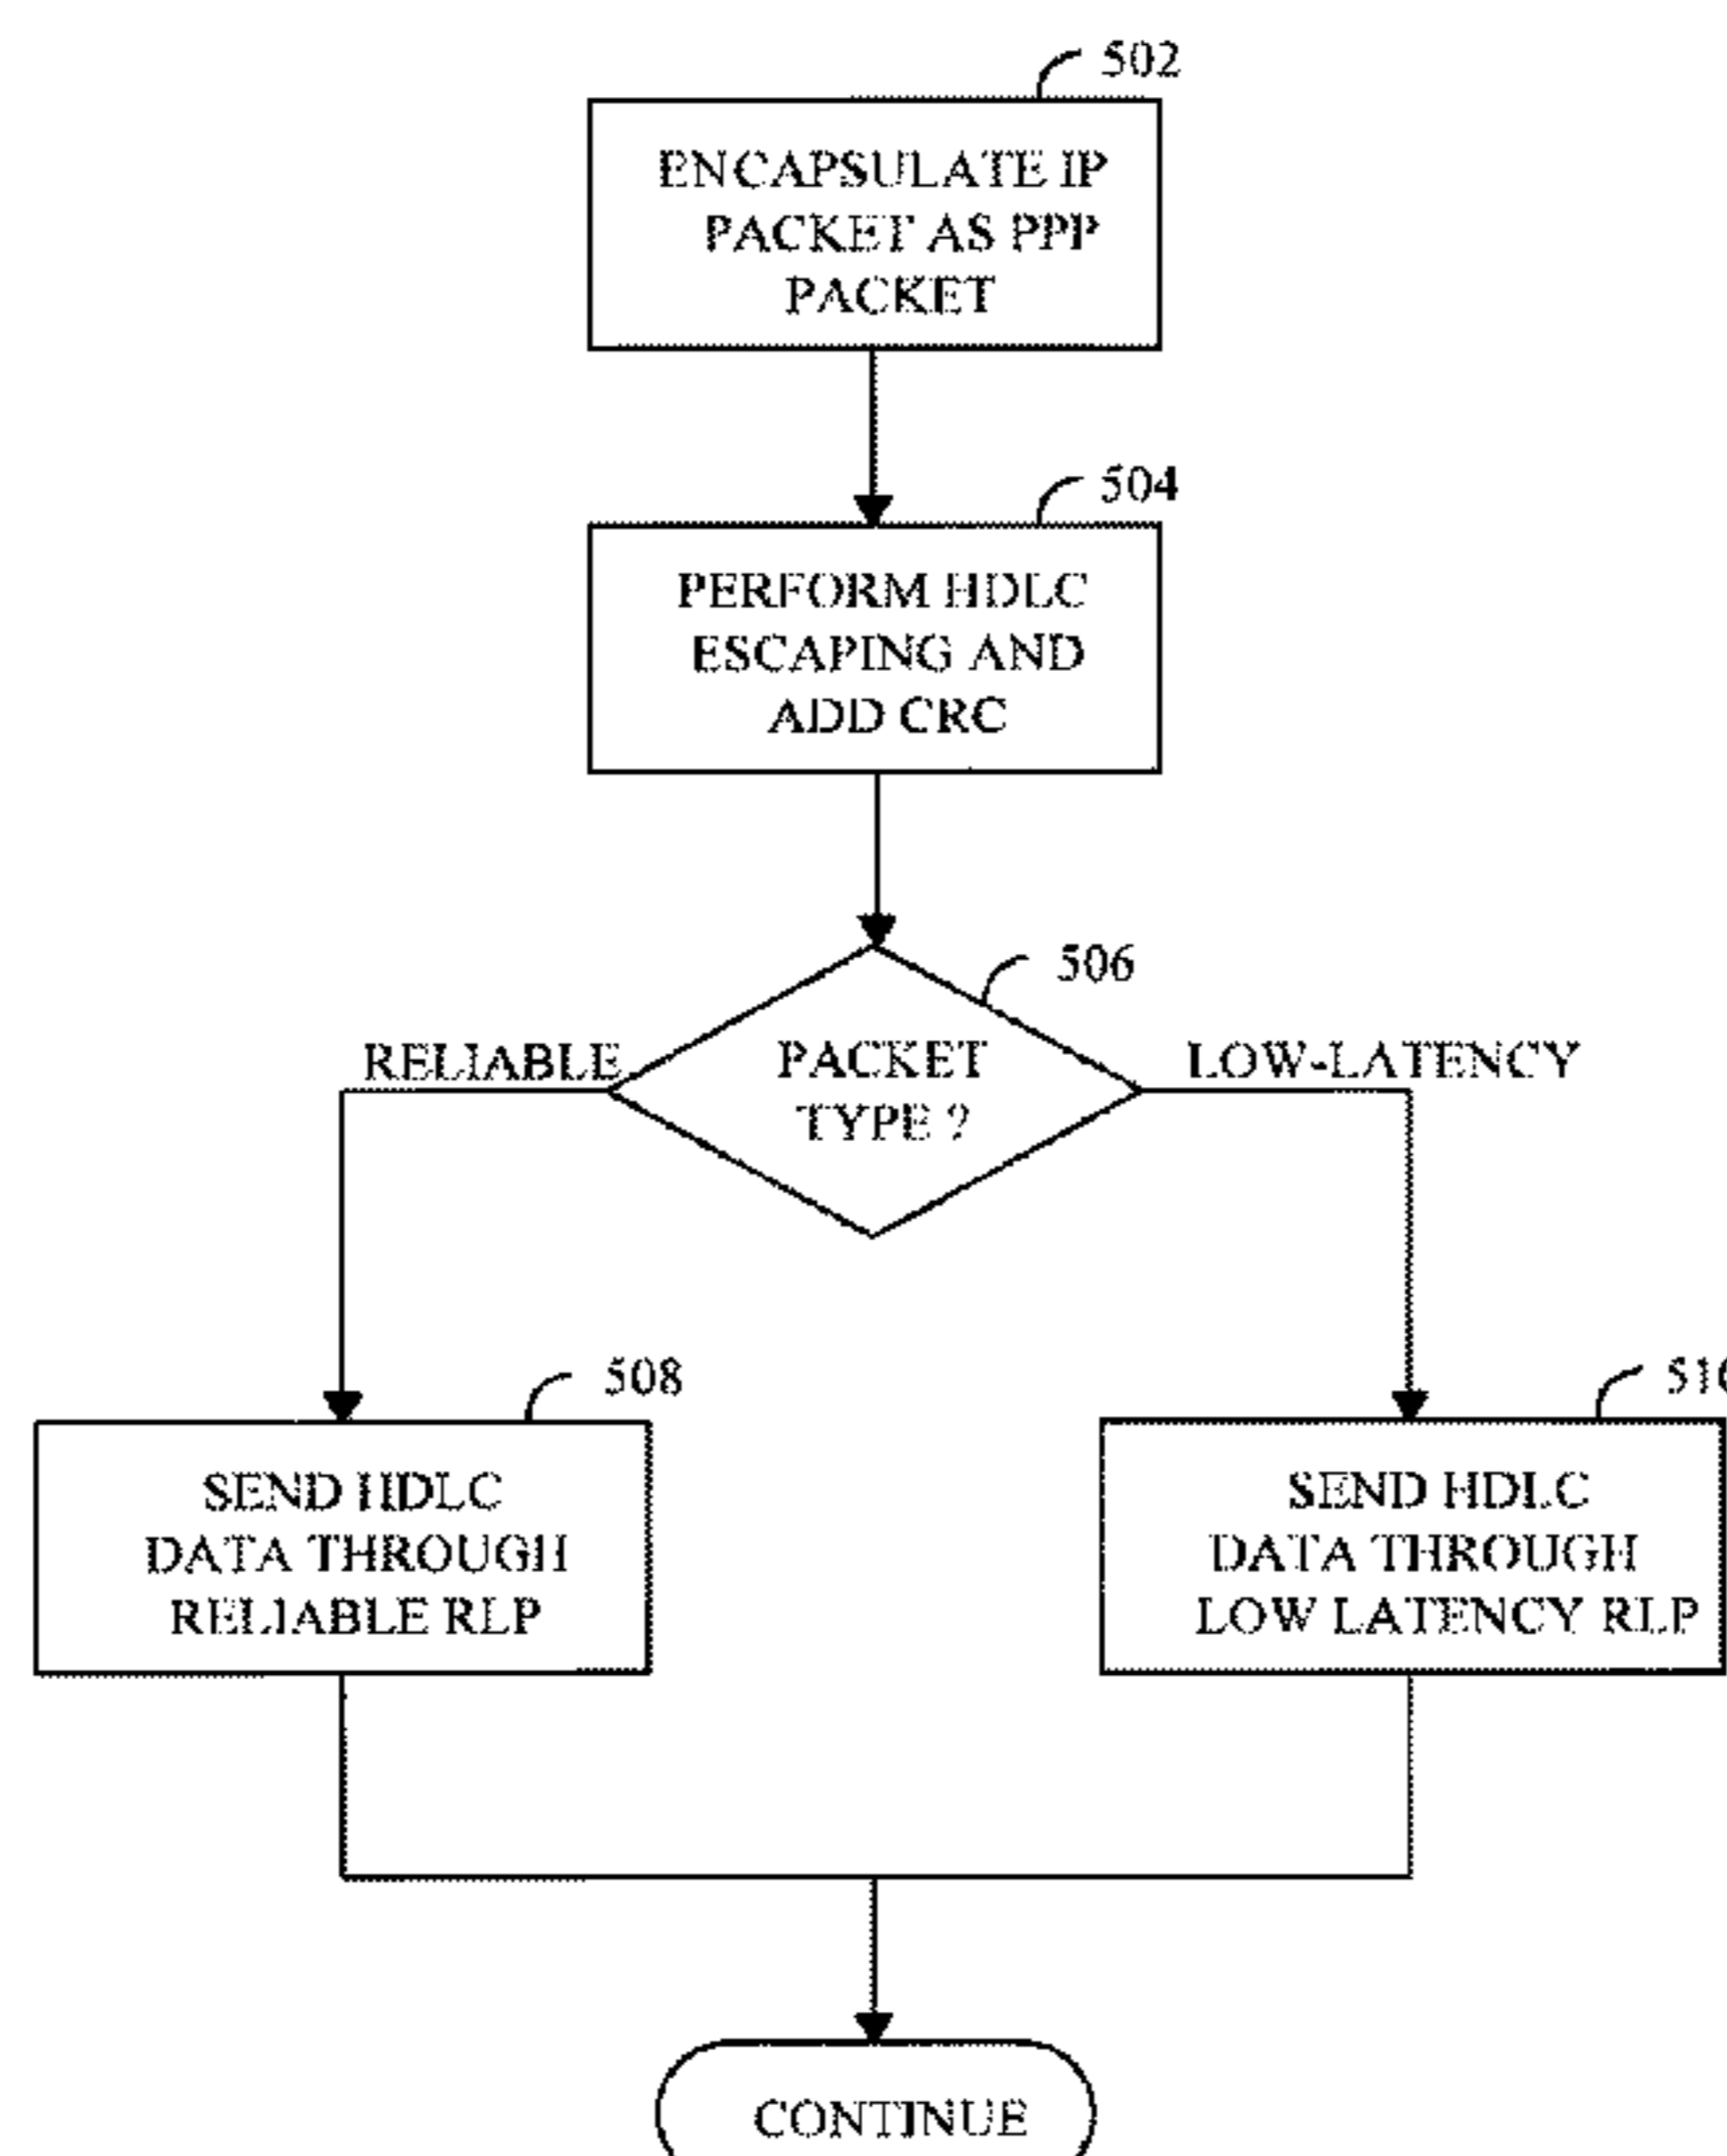 502
ENCAPSULATE IP
PACKET AS PPP
PACKET
504
PERFORM HDLC
ESCAPING AND
ADD CRC
506
PACKET
TYPE ?
RELIABLE
LOW-LATENCY
508
SEND HDLC
DATA THROUGH
RELIABLE RLP
510
SEND HDLC
DATA THROUGH
LOW LATENCY RLP
CONTINUE